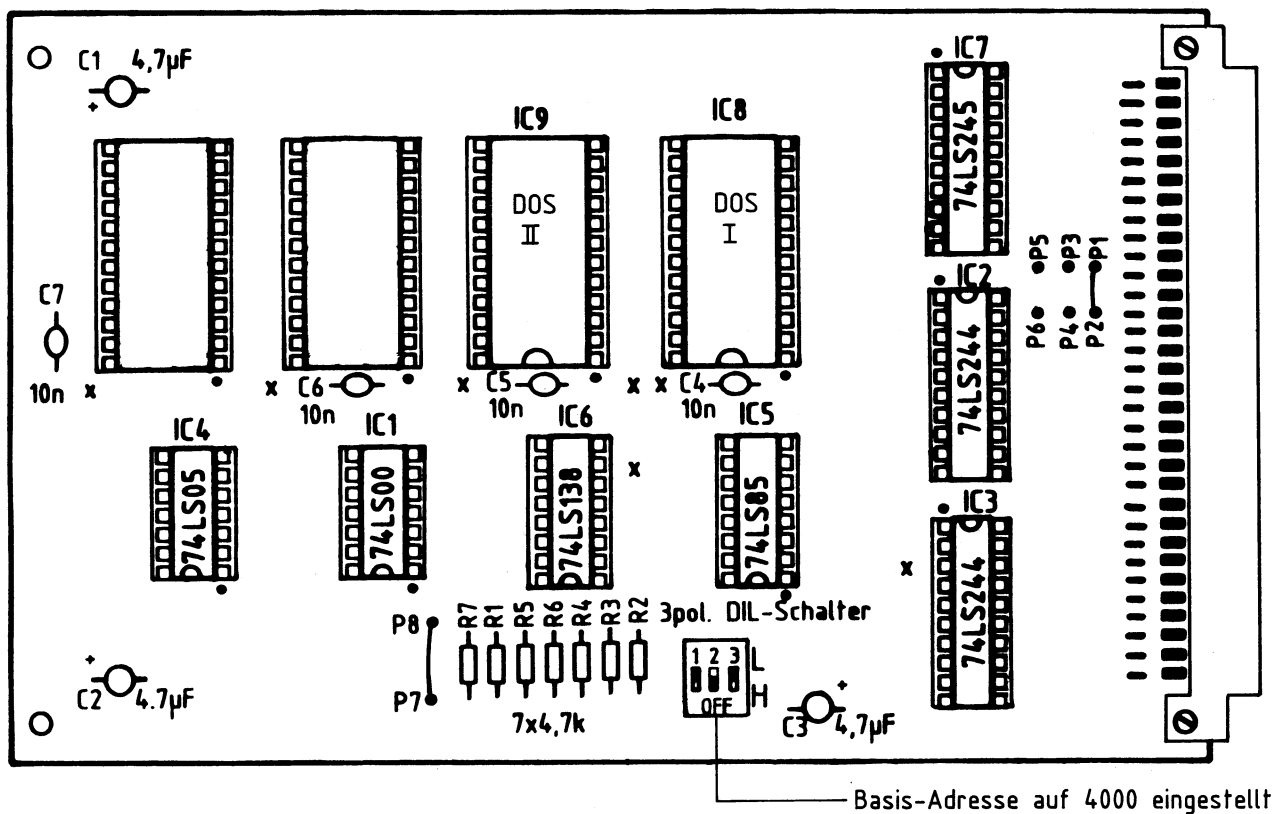 C1 4,7µF
+
IC7
74LS245
IC9
DOS
II
IC8
DOS
I
P5 P3 P1
P6 P4 P2
C7
10n
x
x
C6
10n
x
C5
10n
x x
C4
10n
IC2
74LS244
IC4
74LS05
IC1
74LS00
IC6
74LS138
x
IC5
74LS85
IC3
74LS244
x
P8
P7
R7 R1 R5 R6 R4 R3 R2
7x4,7k
3pol. DIL-Schalter
1 2 3
OFF
L
H
+
C2 4.7µF
+
C3 4,7µF
Basis-Adresse auf 4000 eingestellt